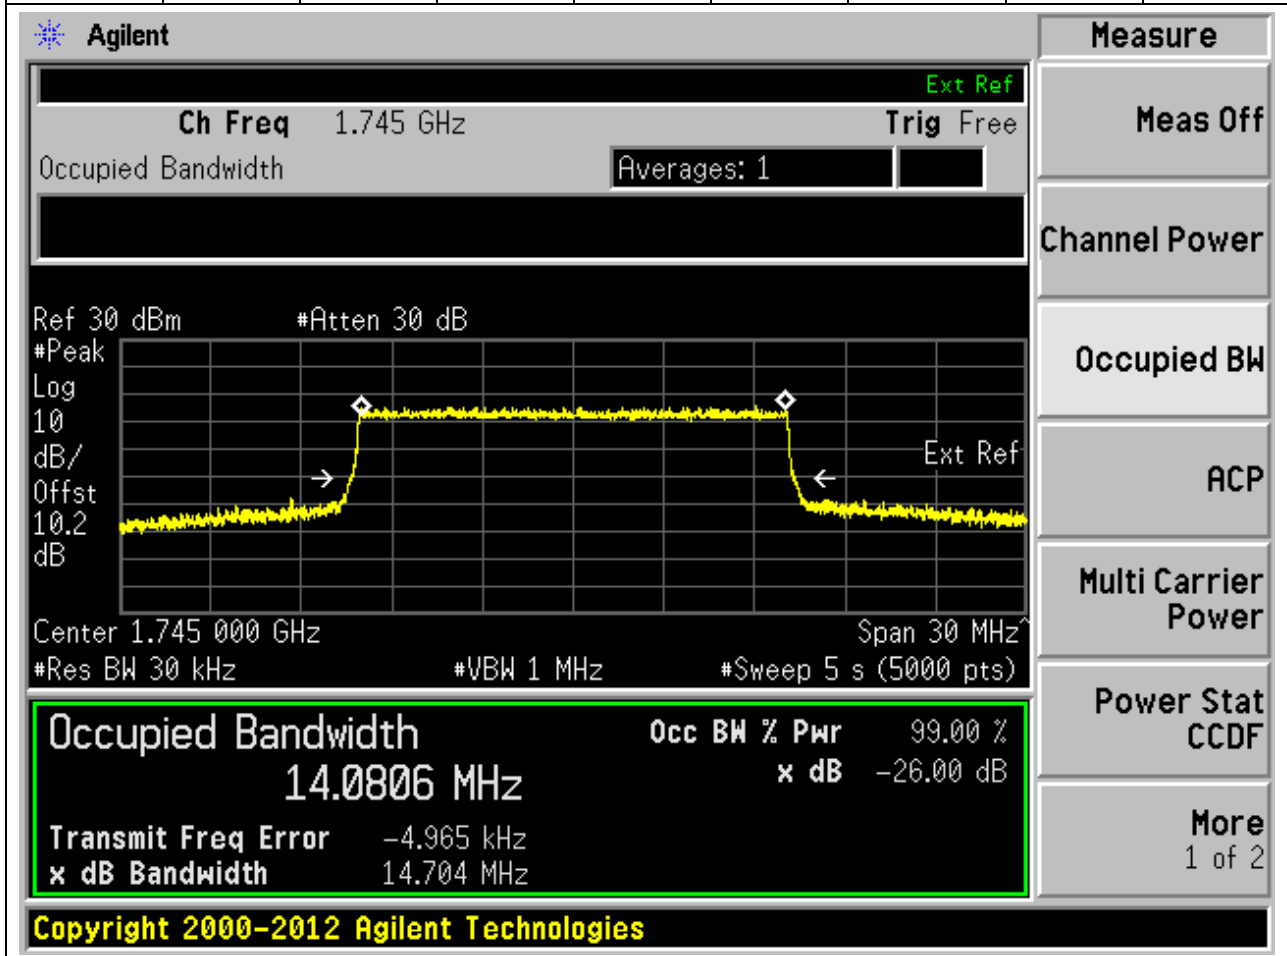 Agilent
Measure
Ext Ref
Ch Freq 1.745 GHz Trig Free
Occupied Bandwidth Averages: 1
Meas Off
Channel Power
Occupied BW
ACP
Multi Carrier
Power
Power Stat
CCDF
More
1 of 2
Ref 30 dBm #Atten 30 dB
#Peak
Log
10
dB/
Offst
10.2
dB
Ext Ref
Center 1.745 000 GHz Span 30 MHz^
#Res BW 30 kHz #VBW 1 MHz #Sweep 5 s (5000 pts)
Occupied Bandwidth
14.0806 MHz
Occ BW % Pwr 99.00 %
x dB -26.00 dB
Transmit Freq Error -4.965 kHz
x dB Bandwidth 14.704 MHz
Copyright 2000-2012 Agilent Technologies